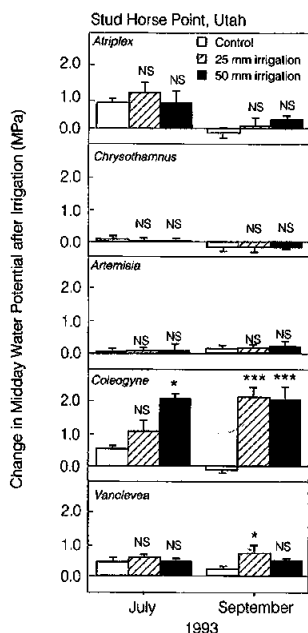 Stud Horse Point, Utah
Change in Midday Water Potential after Irrigation (MPa)
Atriplex
Control
25 mm irrigation
50 mm irrigation
2.0
1.0
0.0
NS NS NS NS
Chrysothamnus
2.0
1.0
0.0
NS NS NS NS
Artemisia
2.0
1.0
0.0
NS NS NS NS
Coleogyne
2.0
1.0
0.0
NS * *** ***
Vanclevea
2.0
1.0
0.0
NS NS * NS
July September
1993